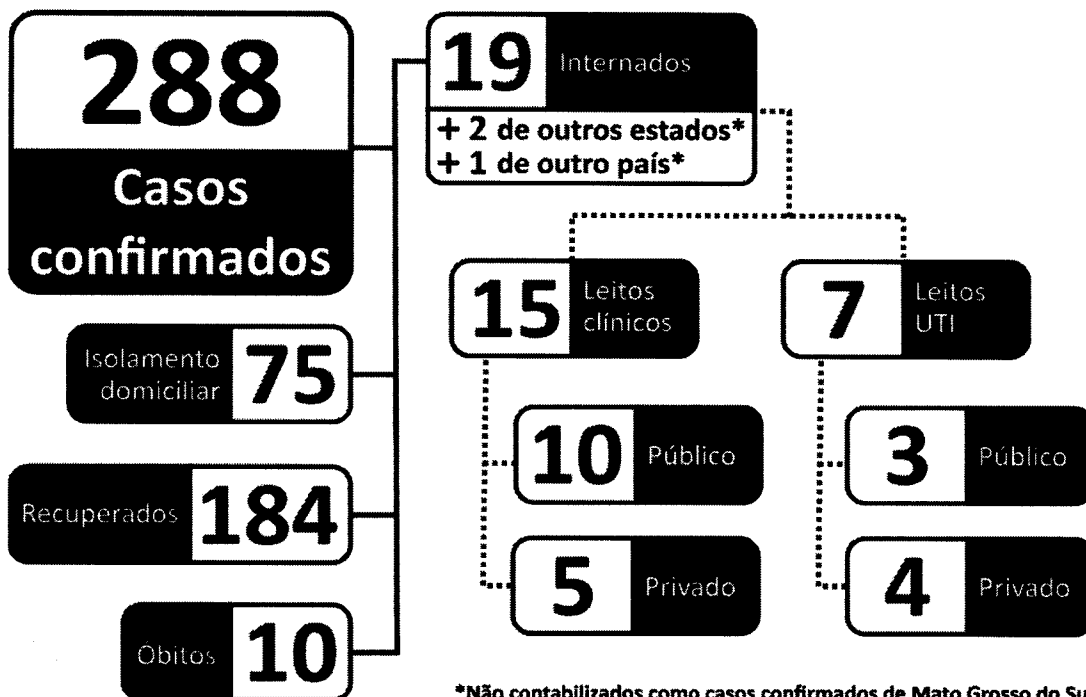 288
Casos
confirmados
19 Internados
+ 2 de outros estados*
+ 1 de outro país*
15 Leitos
clínicos
7 Leitos
UTI
Isolamento
domiciliar 75
10 Público
3 Público
Recuperados 184
5 Privado
4 Privado
Óbitos 10
*Não contabilizados como casos confirmados de Mato Grosso do Su